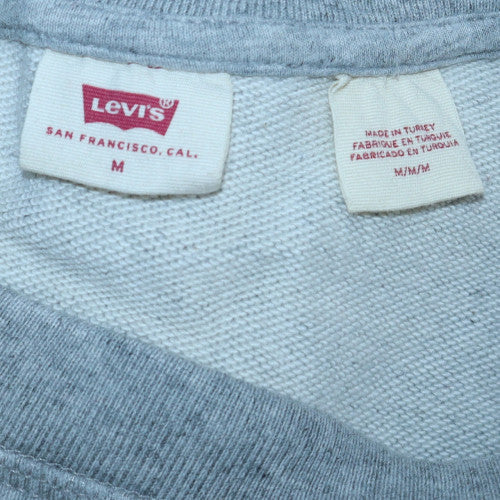 Levi's®
SAN FRANCISCO, CAL.
M
MADE IN TURKEY
FABRIQUE EN TURQUIE
FABRICADO EN TURQUIA
M/M/M